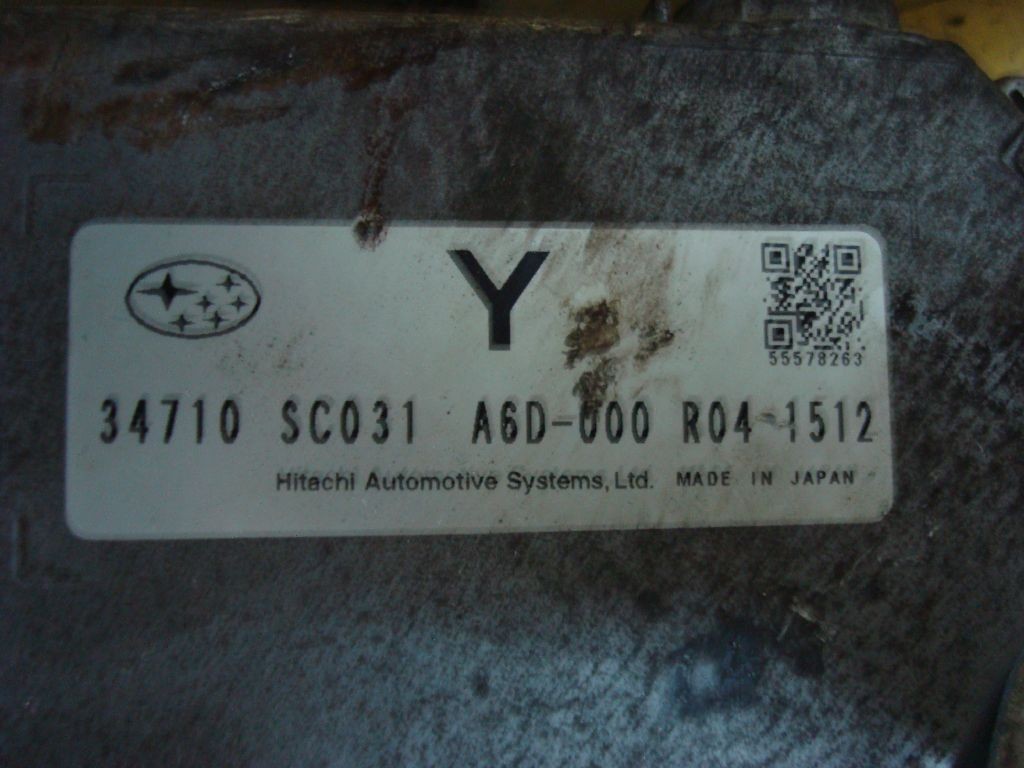 Y
55578263
34710 SC031 A6D-000 R04-1512
Hitachi Automotive Systems, Ltd. MADE IN JAPAN